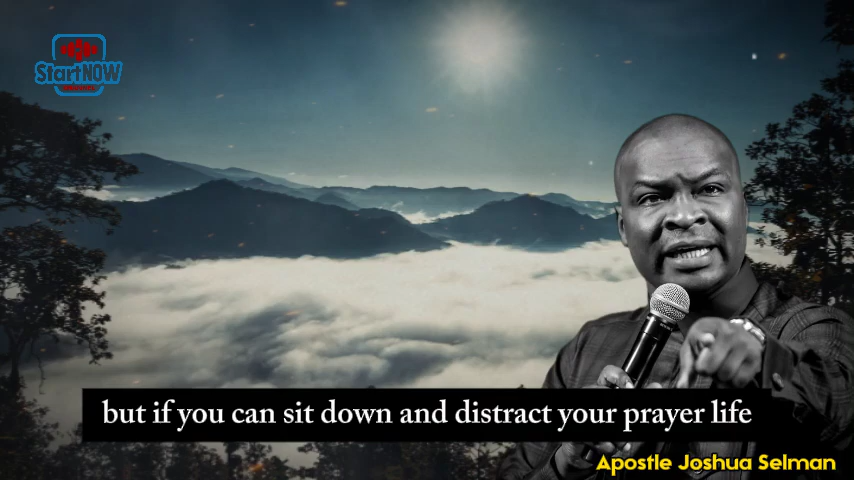 StartNOW
but if you can sit down and distract your prayer life
Apostle Joshua Selman